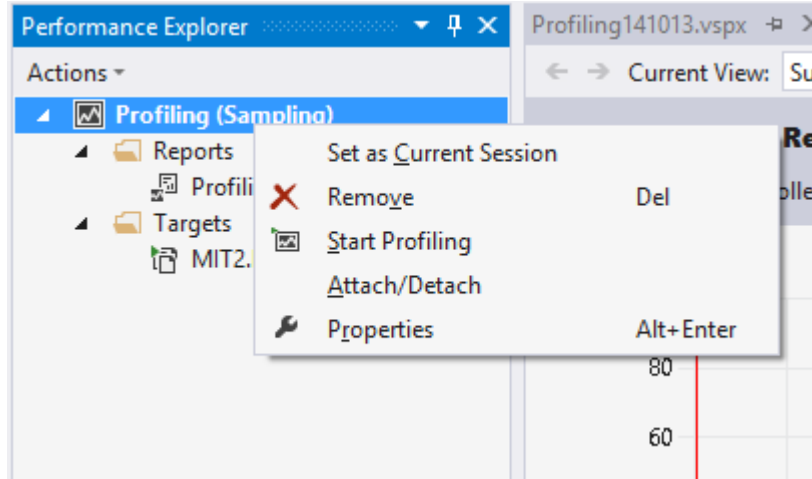 Performance Explorer
Profiling141013.vspx
Actions
Current View:
Profiling (Sampling)
Reports
Targets
MIT2.
Set as Current Session
Remove Del
Start Profiling
Attach/Detach
Properties Alt+Enter
80
60